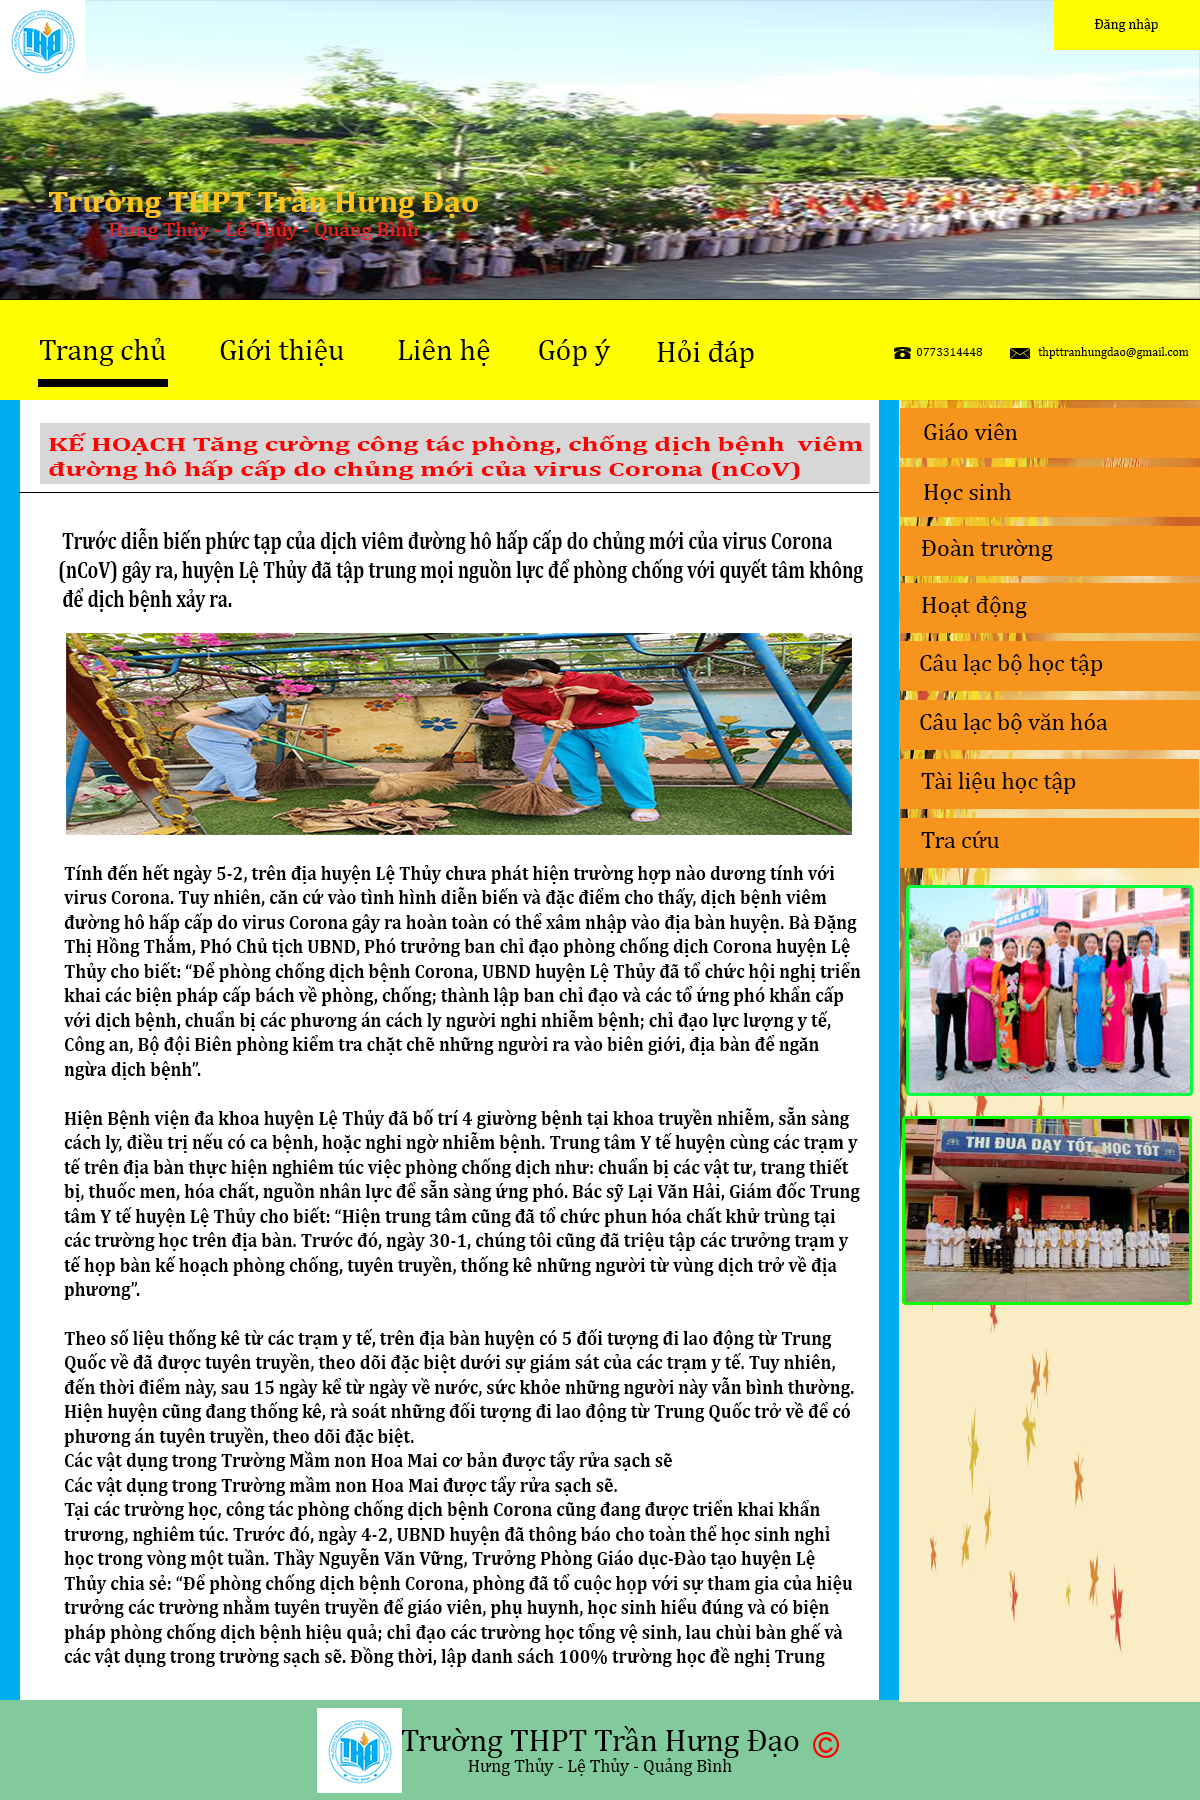 Đăng nhập
Trường THPT Trần Hưng Đạo
Hưng Thủy - Lệ Thủy - Quảng Bình
Trang chủ
Giới thiệu
Liên hệ
Góp ý
Hỏi đáp
0773314448
thpttranhungdao@gmail.com
KẾ HOẠCH Tăng cường công tác phòng, chống dịch bệnh viêm
đường hô hấp cấp do chủng mới của virus Corona (nCoV)
Trước diễn biến phức tạp của dịch viêm đường hô hấp cấp do chủng mới của virus Corona
(nCoV) gây ra, huyện Lệ Thủy đã tập trung mọi nguồn lực để phòng chống với quyết tâm không
để dịch bệnh xảy ra.
Tính đến hết ngày 5-2, trên địa huyện Lệ Thủy chưa phát hiện trường hợp nào dương tính với
virus Corona. Tuy nhiên, căn cứ vào tình hình diễn biến và đặc điểm cho thấy, dịch bệnh viêm
đường hô hấp cấp do virus Corona gây ra hoàn toàn có thể xâm nhập vào địa bàn huyện. Bà Đặng
Thị Hồng Thắm, Phó Chủ tịch UBND, Phó trưởng ban chỉ đạo phòng chống dịch Corona huyện Lệ
Thủy cho biết: “Để phòng chống dịch bệnh Corona, UBND huyện Lệ Thủy đã tổ chức hội nghị triển
khai các biện pháp cấp bách về phòng, chống; thành lập ban chỉ đạo và các tổ ứng phó khẩn cấp
với dịch bệnh, chuẩn bị các phương án cách ly người nghi nhiễm bệnh; chỉ đạo lực lượng y tế,
Công an, Bộ đội Biên phòng kiểm tra chặt chẽ những người ra vào biên giới, địa bàn để ngăn
ngừa dịch bệnh”.
Hiện Bệnh viện đa khoa huyện Lệ Thủy đã bố trí 4 giường bệnh tại khoa truyền nhiễm, sẵn sàng
cách ly, điều trị nếu có ca bệnh, hoặc nghi ngờ nhiễm bệnh. Trung tâm Y tế huyện cùng các trạm y
tế trên địa bàn thực hiện nghiêm túc việc phòng chống dịch như: chuẩn bị các vật tư, trang thiết
bị, thuốc men, hóa chất, nguồn nhân lực để sẵn sàng ứng phó. Bác sỹ Lại Văn Hải, Giám đốc Trung
tâm Y tế huyện Lệ Thủy cho biết: “Hiện trung tâm cũng đã tổ chức phun hóa chất khử trùng tại
các trường học trên địa bàn. Trước đó, ngày 30-1, chúng tôi cũng đã triệu tập các trưởng trạm y
tế họp bàn kế hoạch phòng chống, tuyên truyền, thống kê những người từ vùng dịch trở về địa
phương”.
Theo số liệu thống kê từ các trạm y tế, trên địa bàn huyện có 5 đối tượng đi lao động từ Trung
Quốc về đã được tuyên truyền, theo dõi đặc biệt dưới sự giám sát của các trạm y tế. Tuy nhiên,
đến thời điểm này, sau 15 ngày kể từ ngày về nước, sức khỏe những người này vẫn bình thường.
Hiện huyện cũng đang thống kê, rà soát những đối tượng đi lao động từ Trung Quốc trở về để có
phương án tuyên truyền, theo dõi đặc biệt.
Các vật dụng trong Trường Mầm non Hoa Mai cơ bản được tẩy rửa sạch sẽ
Các vật dụng trong Trường mầm non Hoa Mai được tẩy rửa sạch sẽ.
Tại các trường học, công tác phòng chống dịch bệnh Corona cũng đang được triển khai khẩn
trương, nghiêm túc. Trước đó, ngày 4-2, UBND huyện đã thông báo cho toàn thể học sinh nghỉ
học trong vòng một tuần. Thầy Nguyễn Văn Vững, Trưởng Phòng Giáo dục-Đào tạo huyện Lệ
Thủy chia sẻ: “Để phòng chống dịch bệnh Corona, phòng đã tổ cuộc họp với sự tham gia của hiệu
trưởng các trường nhằm tuyên truyền để giáo viên, phụ huynh, học sinh hiểu đúng và có biện
pháp phòng chống dịch bệnh hiệu quả; chỉ đạo các trường học tổng vệ sinh, lau chùi bàn ghế và
các vật dụng trong trường sạch sẽ. Đồng thời, lập danh sách 100% trường học đề nghị Trung
Giáo viên
Học sinh
Đoàn trường
Hoạt động
Câu lạc bộ học tập
Câu lạc bộ văn hóa
Tài liệu học tập
Tra cứu
THI ĐUA DẠY TỐT, HỌC TỐT
THĐ
Trường THPT Trần Hưng Đạo ©
Hưng Thủy - Lệ Thủy - Quảng Bình